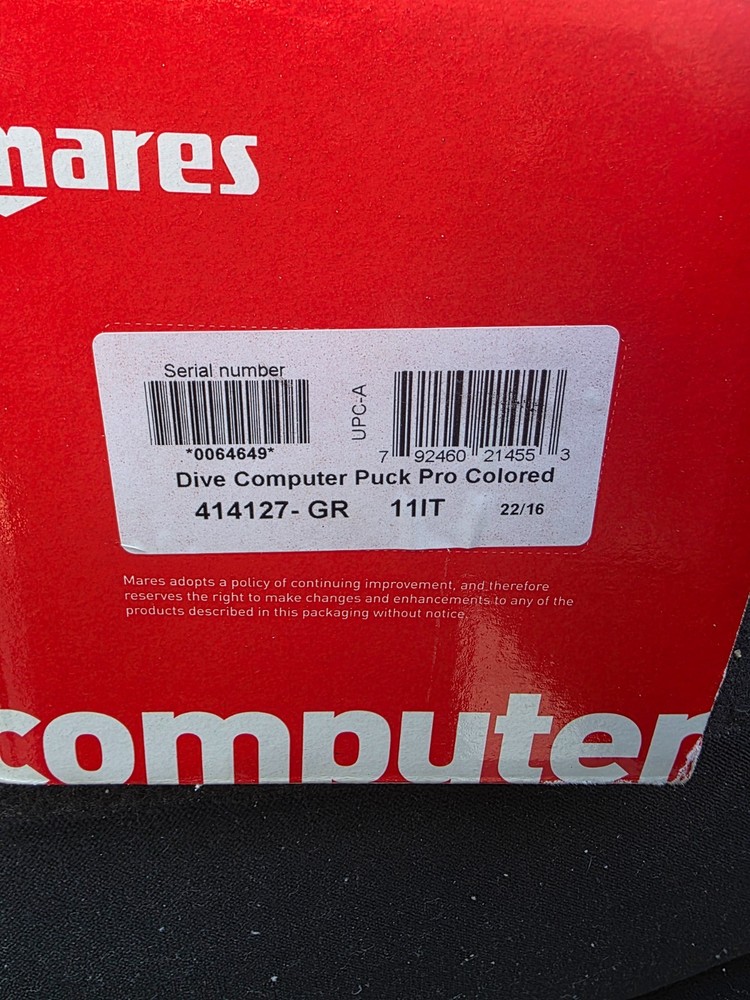 mares
Serial number
*0064649*
UPC-A
7 92460 21455 3
Dive Computer Puck Pro Colored
414127- GR 11IT 22/16
Mares adopts a policy of continuing improvement, and therefore
reserves the right to make changes and enhancements to any of the
products described in this packaging without notice.
computer